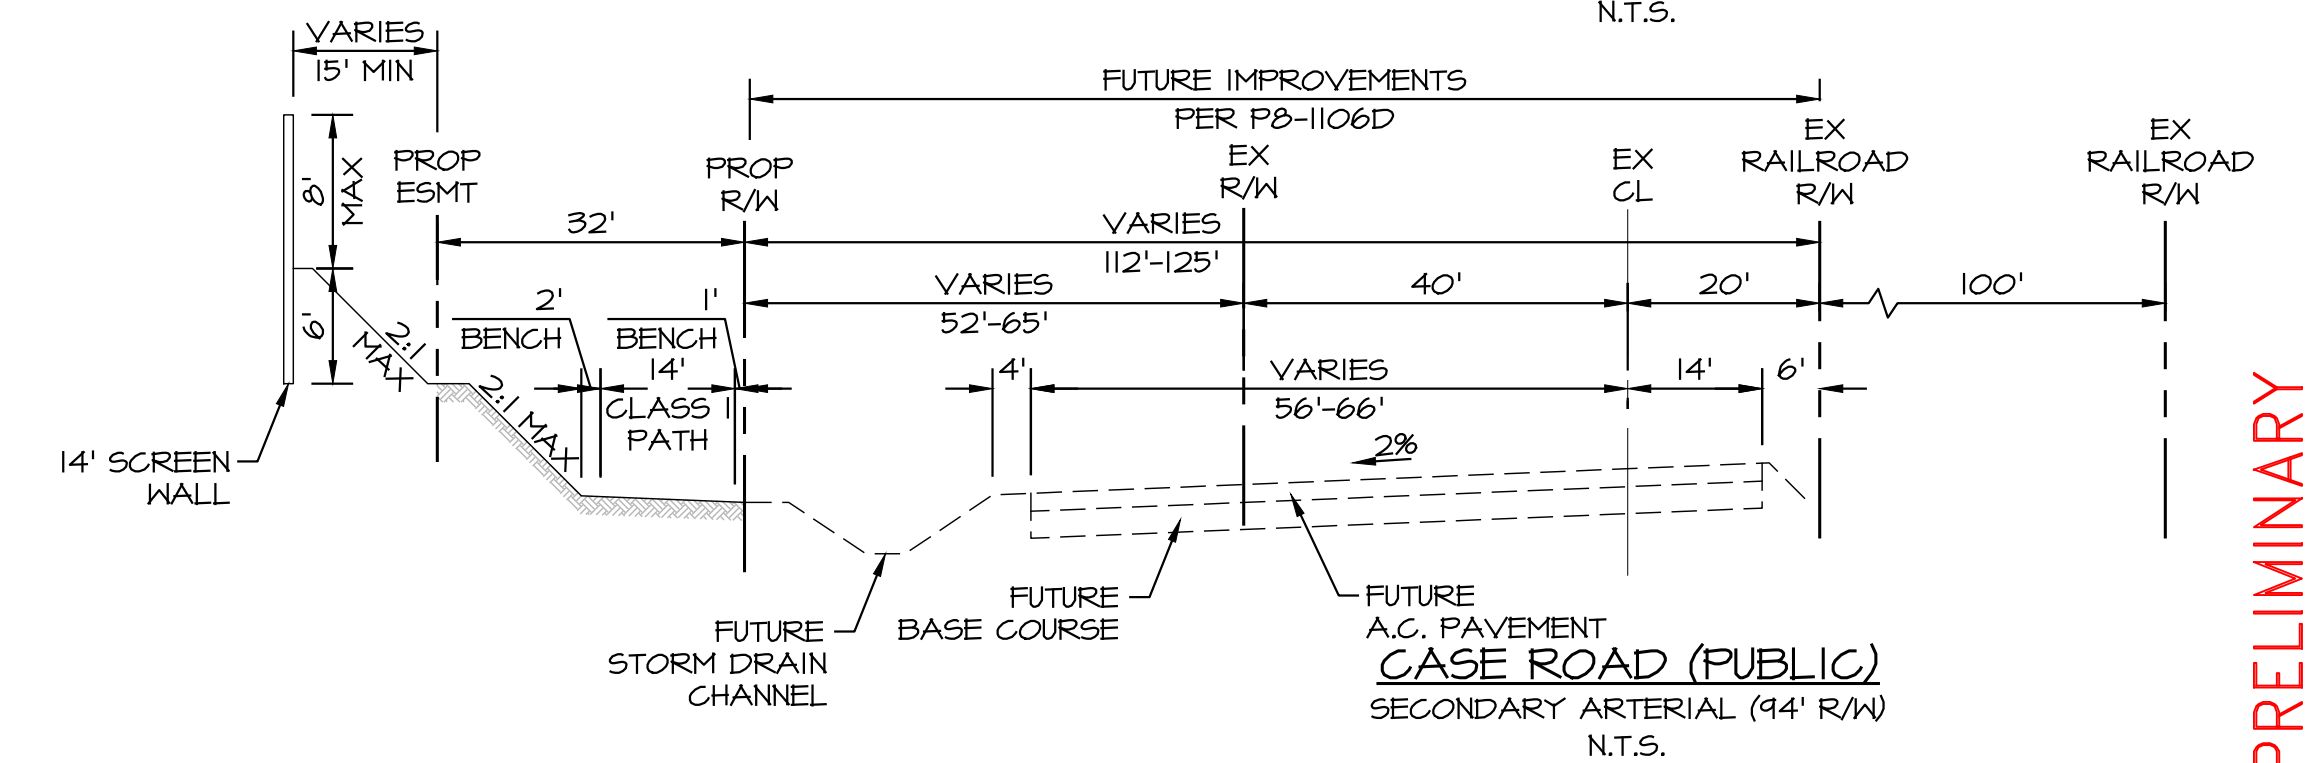 N.T.S.
VARIES
15' MIN
FUTURE IMPROVEMENTS
PER P8-1106D
PROP
ESMT
PROP
R/W
EX
R/W
EX
CL
EX
RAILROAD
R/W
EX
RAILROAD
R/W
8'
MAX
6'
2:1
MAX
32'
VARIES
112'-125'
VARIES
52'-65'
40'
20'
100'
2'
BENCH
1'
BENCH
14'
CLASS 1
PATH
2:1 MAX
4'
VARIES
56'-66'
14'
6'
2%
14' SCREEN
WALL
FUTURE
STORM DRAIN
CHANNEL
FUTURE
BASE COURSE
FUTURE
A.C. PAVEMENT
CASE ROAD (PUBLIC)
SECONDARY ARTERIAL (94' R/W)
N.T.S.
PRELIMINARY